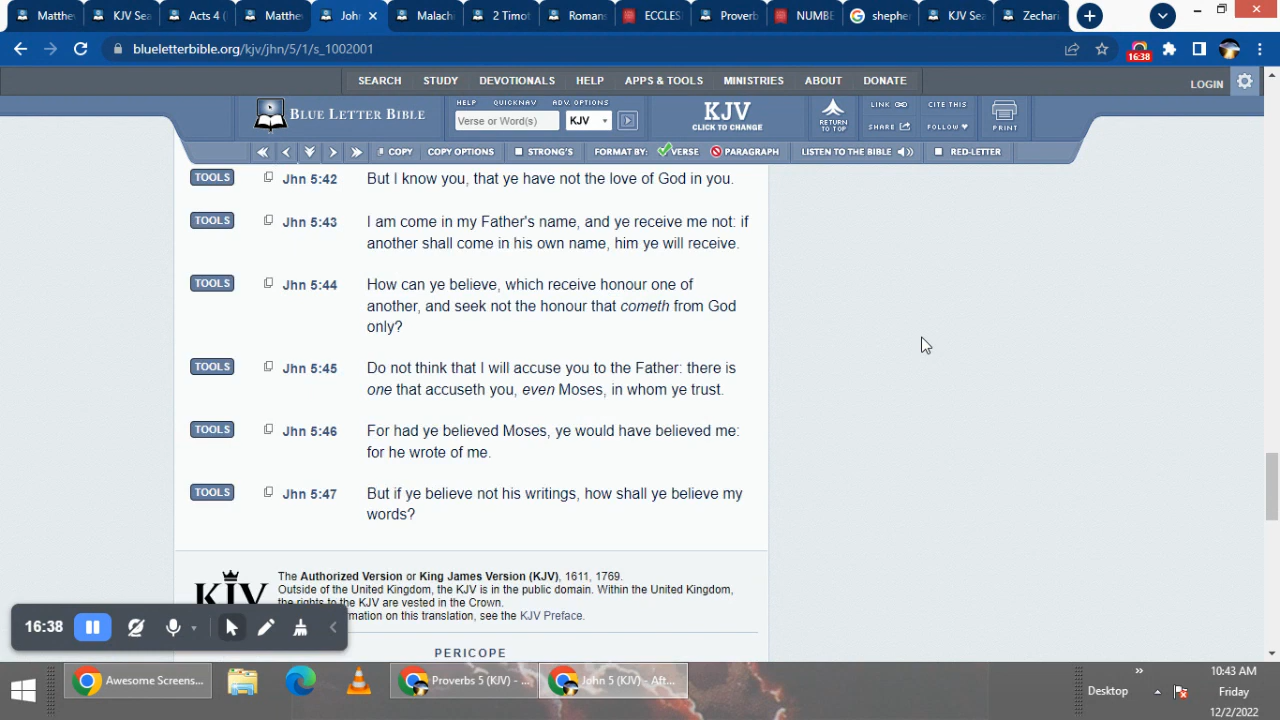 Matthe
KJV Sea
Acts 4 (
Matthe
Joh
Malach
2 Timot
Romans
ECCLES
Proverb
NUMBE
shepher
KJV Sea
Zechari
blueletterbible.org/kjv/jhn/5/1/s_1002001
16:38
SEARCH STUDY DEVOTIONALS HELP APPS & TOOLS MINISTRIES ABOUT DONATE
LOGIN
BLUE LETTER BIBLE
HELP QUICKNAV ADV. OPTIONS
Verse or Word(s)
KJV
KJV
CLICK TO CHANGE
RETURN
TO TOP
LINK
CITE THIS
SHARE
FOLLOW
PRINT
COPY COPY OPTIONS STRONG'S FORMAT BY: VERSE PARAGRAPH LISTEN TO THE BIBLE RED-LETTER
TOOLS Jhn 5:42 But I know you, that ye have not the love of God in you.
TOOLS Jhn 5:43 I am come in my Father's name, and ye receive me not: if
another shall come in his own name, him ye will receive.
TOOLS Jhn 5:44 How can ye believe, which receive honour one of
another, and seek not the honour that cometh from God
only?
TOOLS Jhn 5:45 Do not think that I will accuse you to the Father: there is
one that accuseth you, even Moses, in whom ye trust.
TOOLS Jhn 5:46 For had ye believed Moses, ye would have believed me:
for he wrote of me.
TOOLS Jhn 5:47 But if ye believe not his writings, how shall ye believe my
words?
KJV
The Authorized Version or King James Version (KJV), 1611, 1769.
Outside of the United Kingdom, the KJV is in the public domain. Within the United Kingdom,
the rights to the KJV are vested in the Crown.
rmation on this translation, see the KJV Preface.
PERICOPE
16:38
Awesome Screens...
Proverbs 5 (KJV) - ...
John 5 (KJV) - Aft...
Desktop
10:43 AM
Friday
12/2/2022